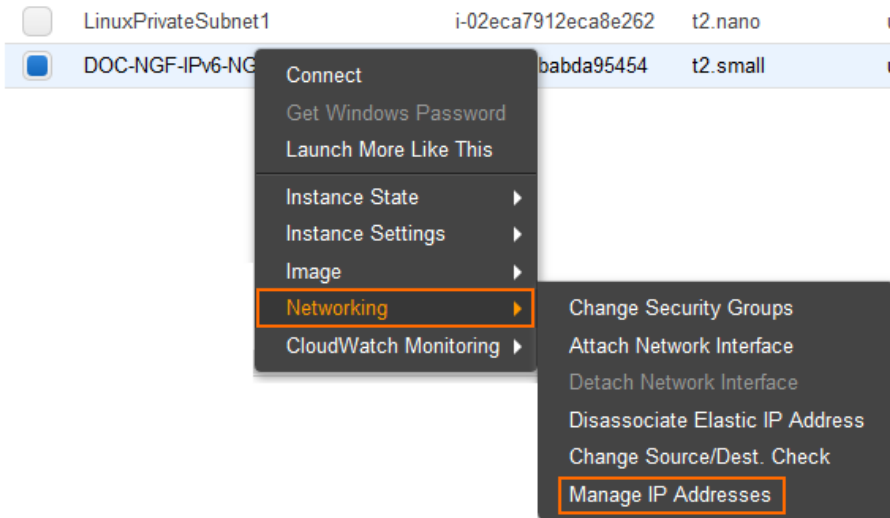 LinuxPrivateSubnet1 i-02eca7912eca8e262 t2.nano
DOC-NGF-IPv6-NG babda95454 t2.small
Connect
Get Windows Password
Launch More Like This
Instance State
Instance Settings
Image
Networking
CloudWatch Monitoring
Change Security Groups
Attach Network Interface
Detach Network Interface
Disassociate Elastic IP Address
Change Source/Dest. Check
Manage IP Addresses